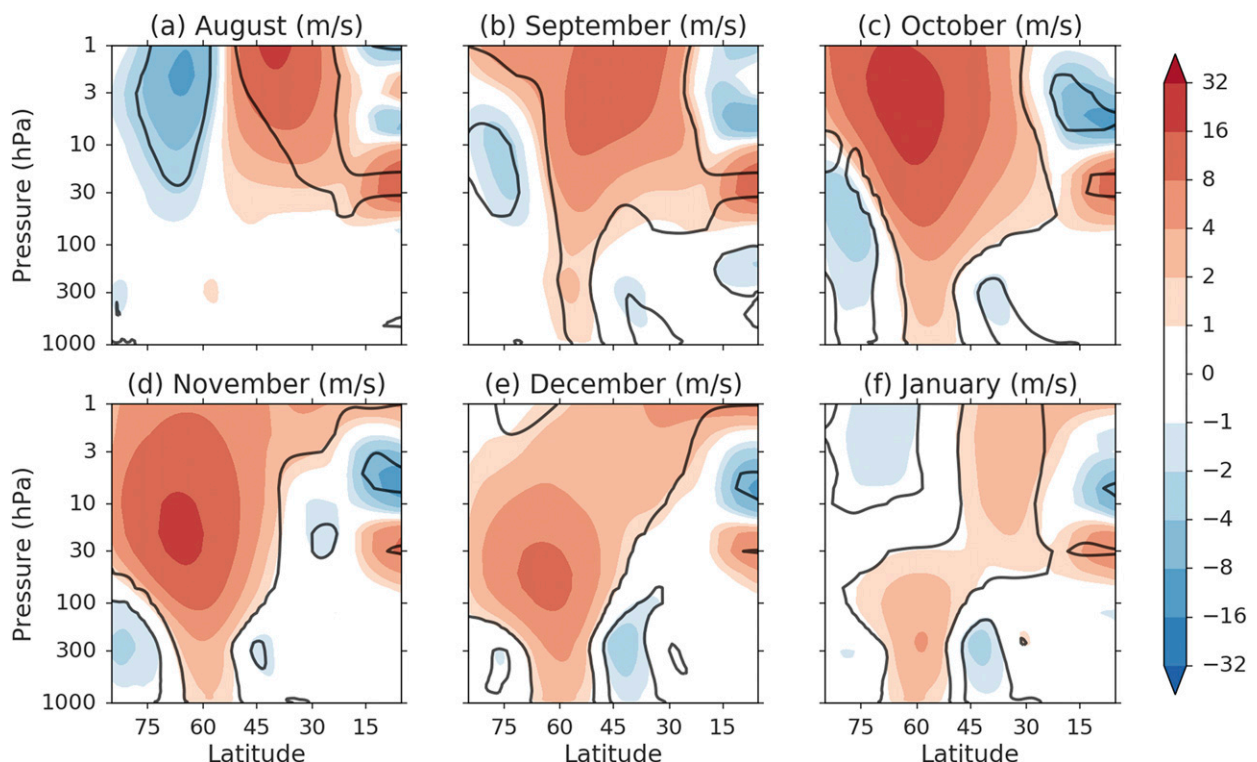 (a) August (m/s)
(b) September (m/s)
(c) October (m/s)
Pressure (hPa)
1
3
10
30
100
300
1000
(d) November (m/s)
(e) December (m/s)
(f) January (m/s)
Pressure (hPa)
1
3
10
30
100
300
1000
75 60 45 30 15
75 60 45 30 15
75 60 45 30 15
Latitude
Latitude
Latitude
32
16
8
4
2
1
0
−1
−2
−4
−8
−16
−32